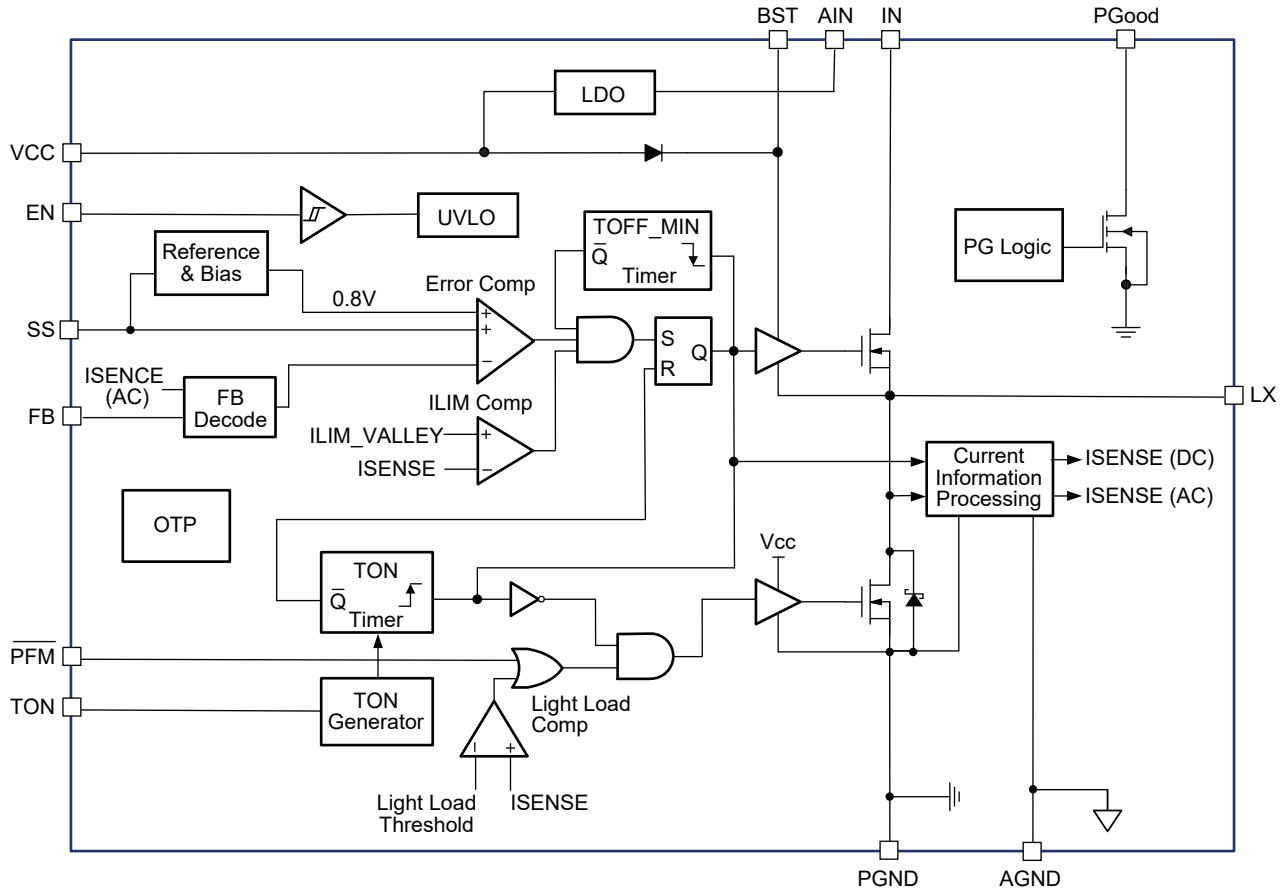 BST
AIN
IN
PGood
LDO
VCC
EN
UVLO
TOFF_MIN
Q̅
Timer
PG Logic
Reference
& Bias
Error Comp
0.8V
+
+
−
SS
S
R
Q
ISENCE
(AC)
FB
Decode
FB
ILIM Comp
ILIM_VALLEY
+
ISENSE
−
LX
Current
Information
Processing
ISENSE (DC)
ISENSE (AC)
OTP
Vcc
TON
Q̅
Timer
P̅F̅M̅
TON
TON
Generator
Light Load
Comp
−
+
Light Load
Threshold
ISENSE
PGND
AGND